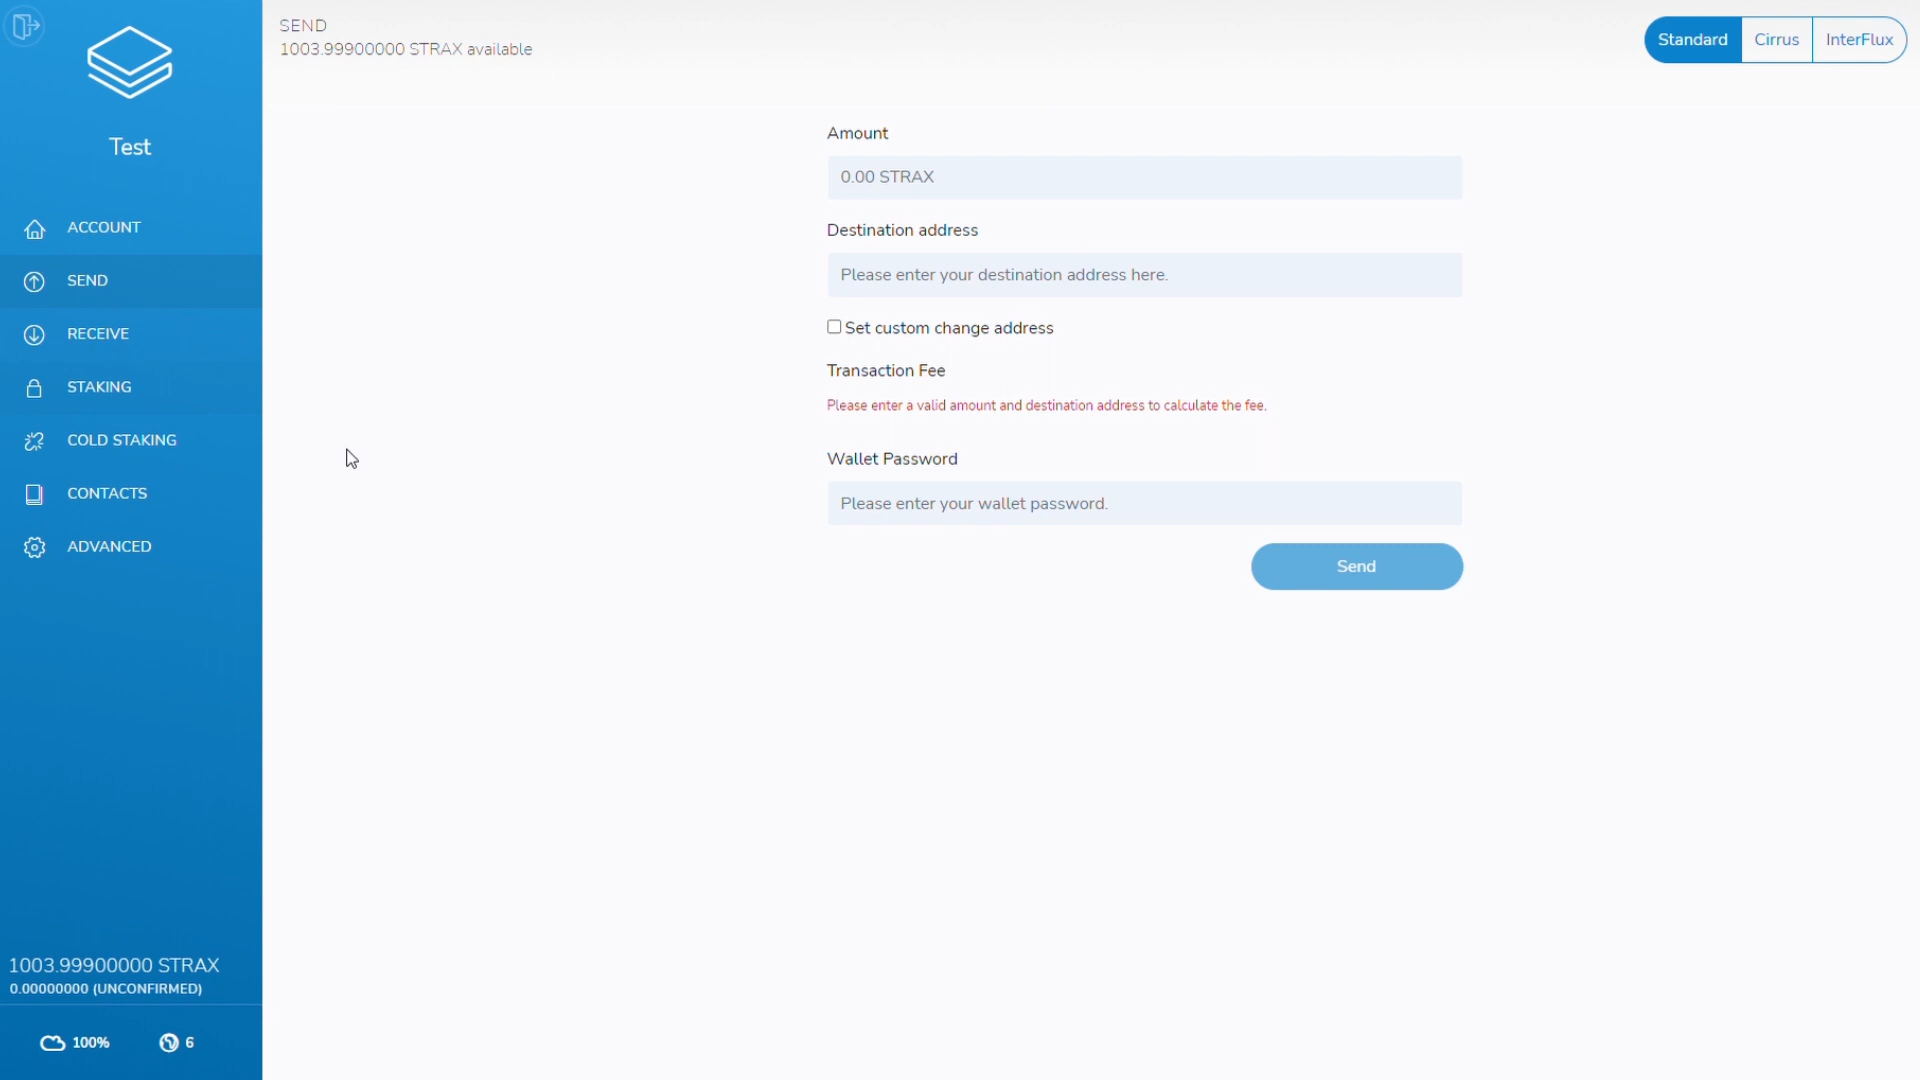 Test
ACCOUNT
SEND
RECEIVE
STAKING
COLD STAKING
CONTACTS
ADVANCED
1003.99900000 STRAX
0.00000000 (UNCONFIRMED)
100% 6
SEND
1003.99900000 STRAX available
Standard Cirrus InterFlux
Amount
0.00 STRAX
Destination address
Please enter your destination address here.
Set custom change address
Transaction Fee
Please enter a valid amount and destination address to calculate the fee.
Wallet Password
Please enter your wallet password.
Send